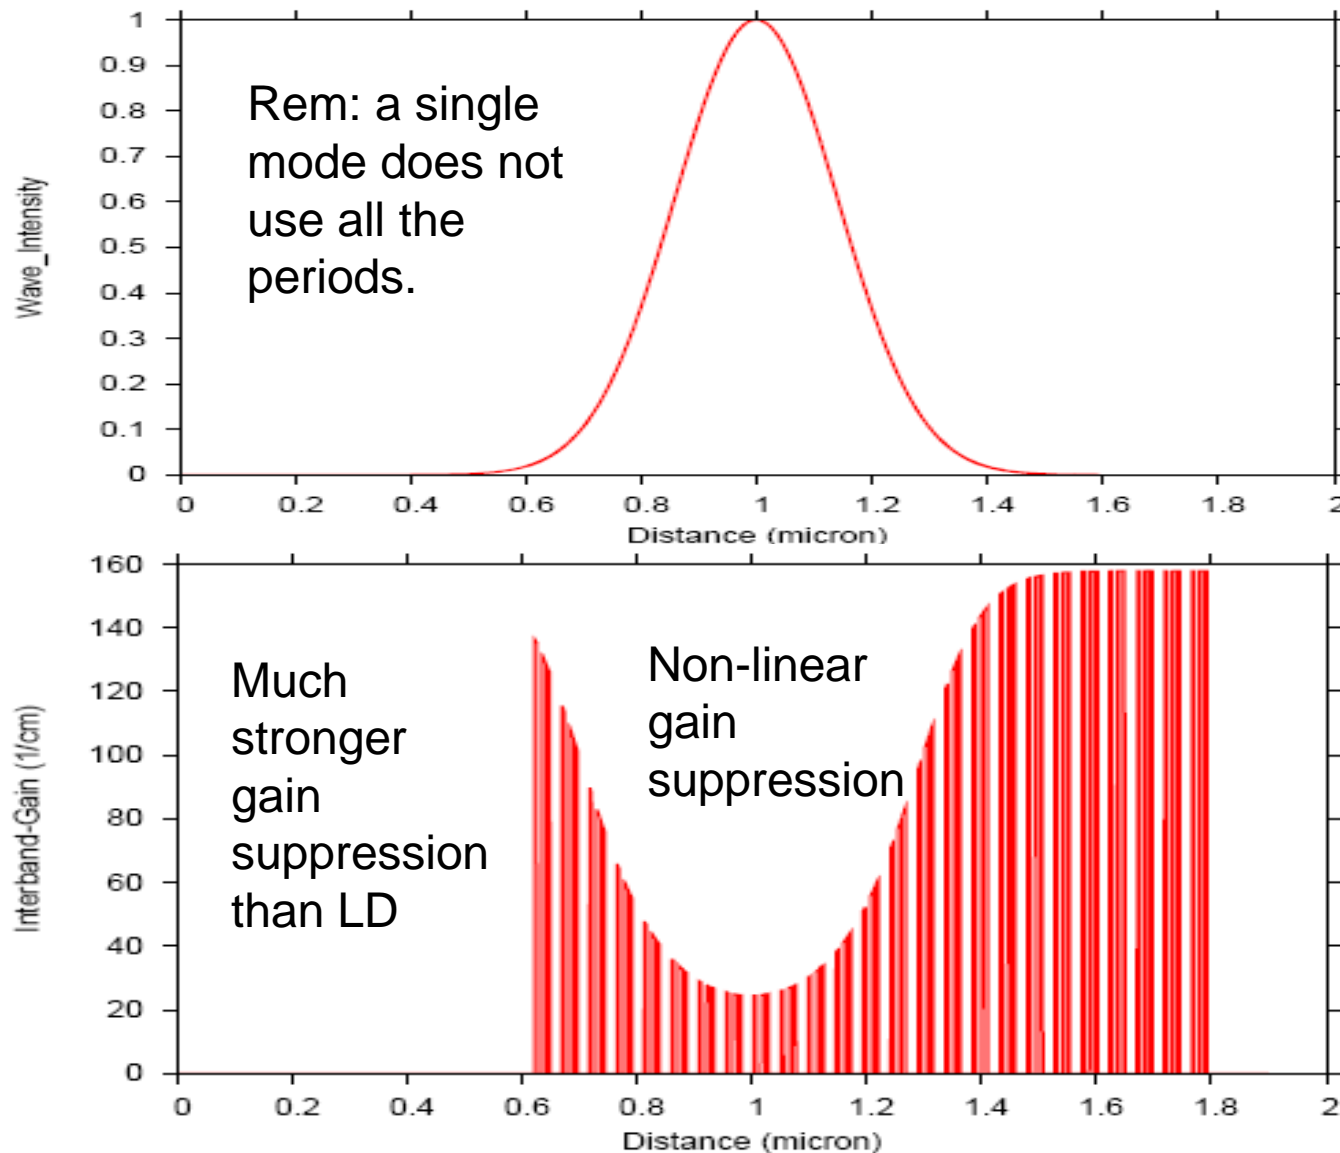 1
0.9
0.8
0.7
0.6
0.5
0.4
0.3
0.2
0.1
0
Wave_Intensity
Rem: a single
mode does not
use all the
periods.
0 0.2 0.4 0.6 0.8 1 1.2 1.4 1.6 1.8 2
Distance (micron)
160
140
120
100
80
60
40
20
0
Interband-Gain (1/cm)
Much
stronger
gain
suppression
than LD
Non-linear
gain
suppression
0 0.2 0.4 0.6 0.8 1 1.2 1.4 1.6 1.8 2
Distance (micron)